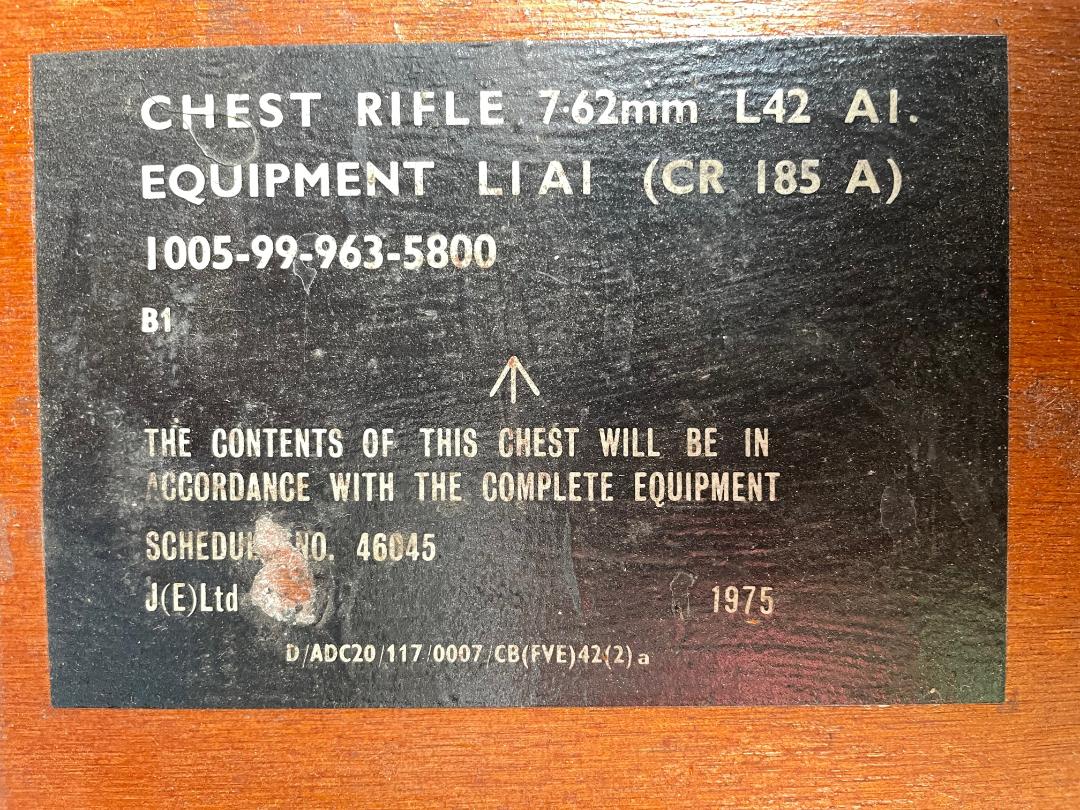 CHEST RIFLE 7·62mm L42 A1.
EQUIPMENT L1A1 (CR 185 A)
1005-99-963-5800
B1
THE CONTENTS OF THIS CHEST WILL BE IN
ACCORDANCE WITH THE COMPLETE EQUIPMENT
SCHEDULE NO. 46045
J(E)Ltd 1975
D/ADC20/117/0007/CB(FVE)42(2)a